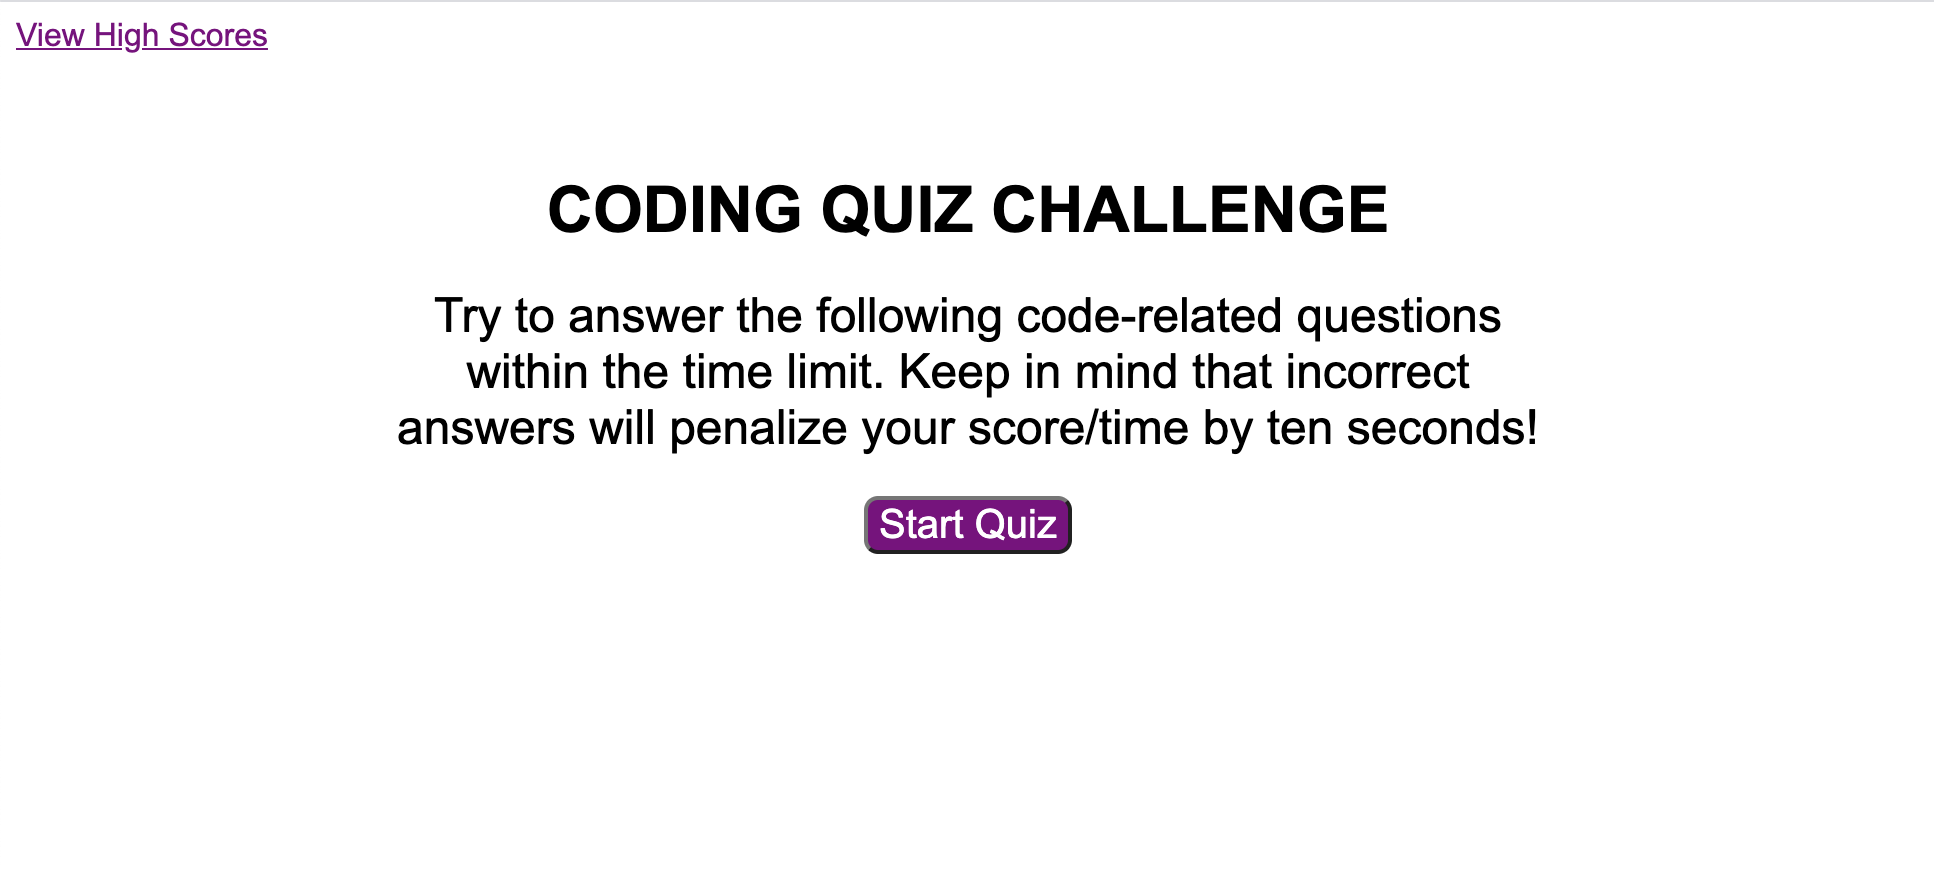 View High Scores
CODING QUIZ CHALLENGE
Try to answer the following code-related questions
within the time limit. Keep in mind that incorrect
answers will penalize your score/time by ten seconds!
Start Quiz